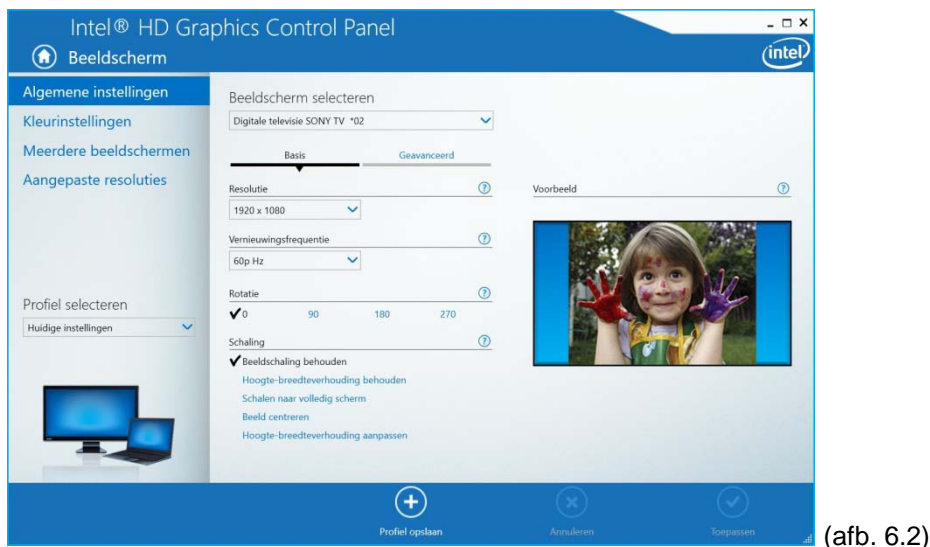 Intel® HD Graphics Control Panel
Beeldscherm
intel
Algemene instellingen
Kleurinstellingen
Meerdere beeldschermen
Aangepaste resoluties
Profiel selecteren
Huidige instellingen
Beeldscherm selecteren
Digitale televisie SONY TV *02
Basis Geavanceerd
Resolutie
1920 x 1080
Vernieuwingsfrequentie
60p Hz
Rotatie
0 90 180 270
Schaling
Beeldschaling behouden
Hoogte-breedteverhouding behouden
Schalen naar volledig scherm
Beeld centreren
Hoogte-breedteverhouding aanpassen
Voorbeeld
Profiel opslaan Annuleren Toepassen
(afb. 6.2)